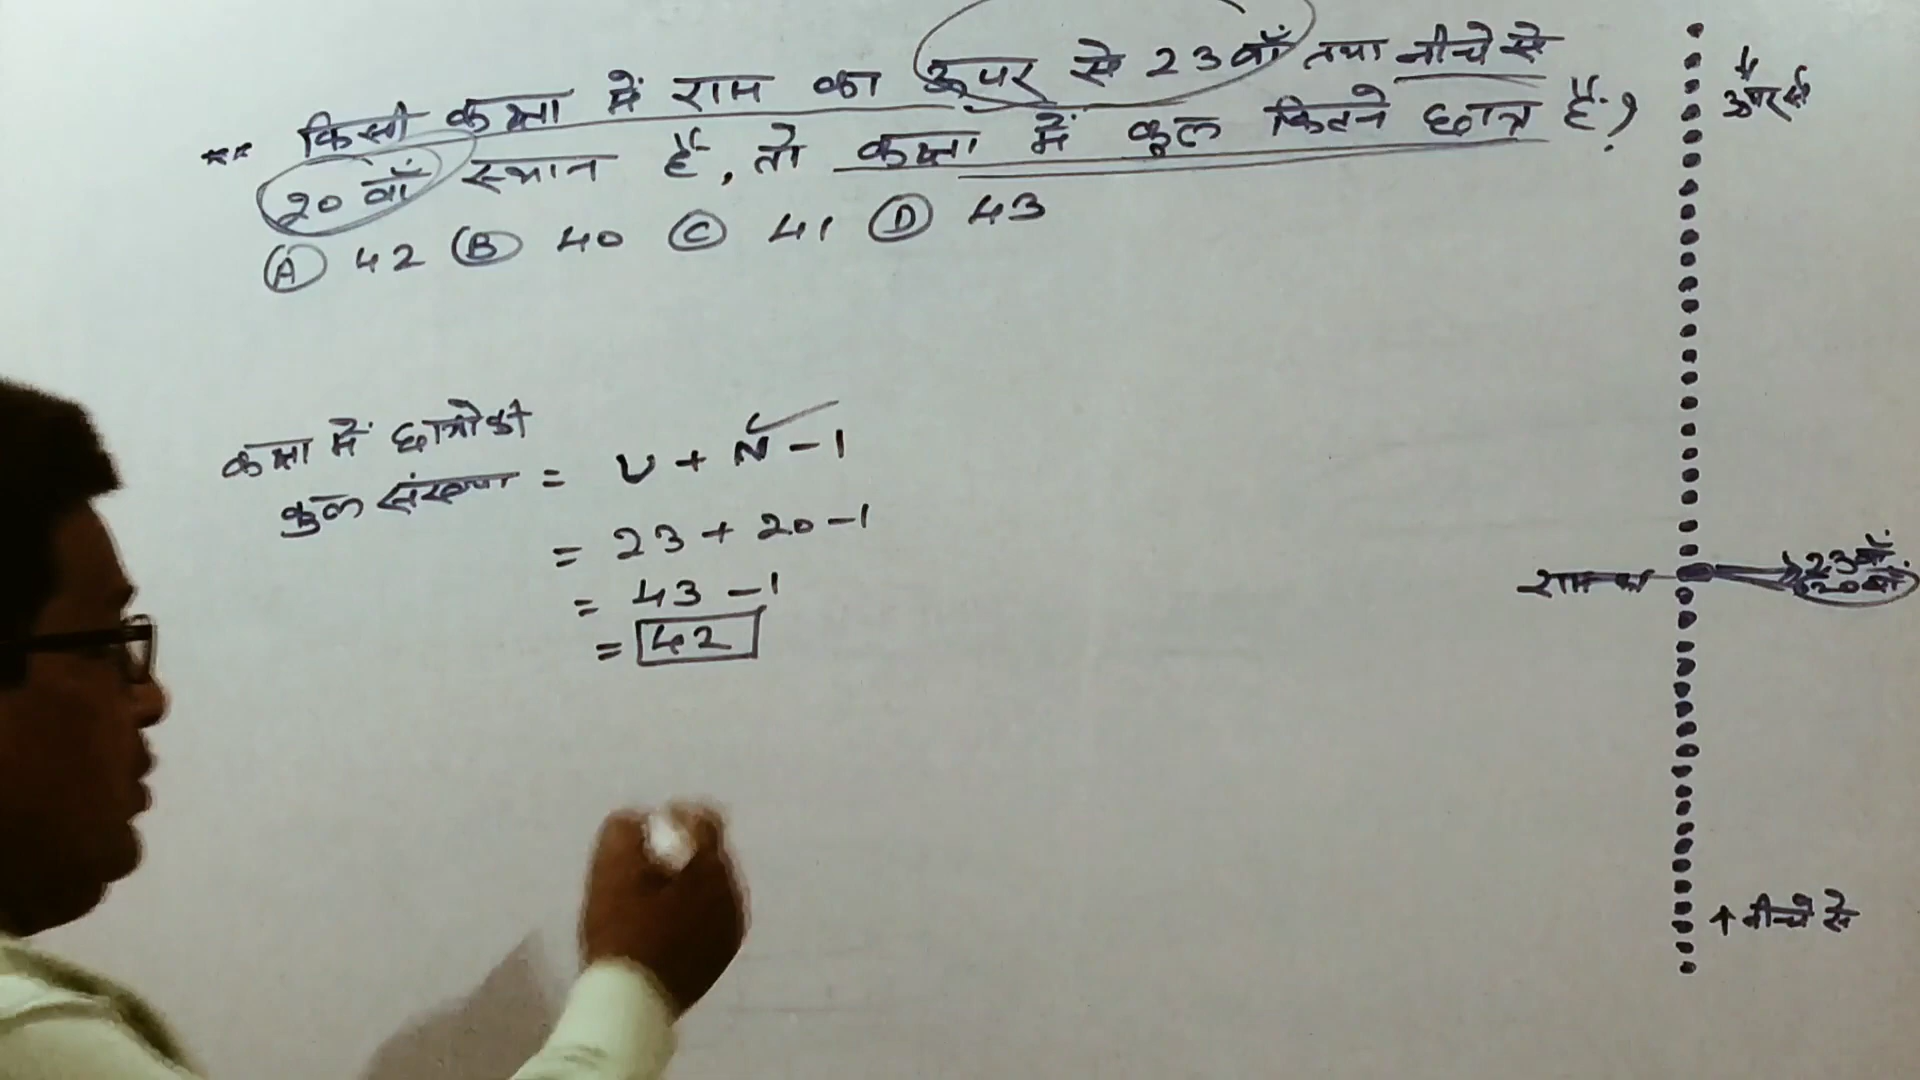 ** किसी कक्षा में राम का ऊपर से 23वाँ तथा नीचे से
20 वाँ स्थान है, तो कक्षा में कुल कितने छात्र हैं?
(A) 42 (B) 40 (C) 41 (D) 43
कक्षा में छात्रो की
कुल संख्या = U + N - 1
= 23 + 20 - 1
= 43 - 1
= 42
↓
ऊपर से
राम का
23वाँ
20वाँ
↑ नीचे से